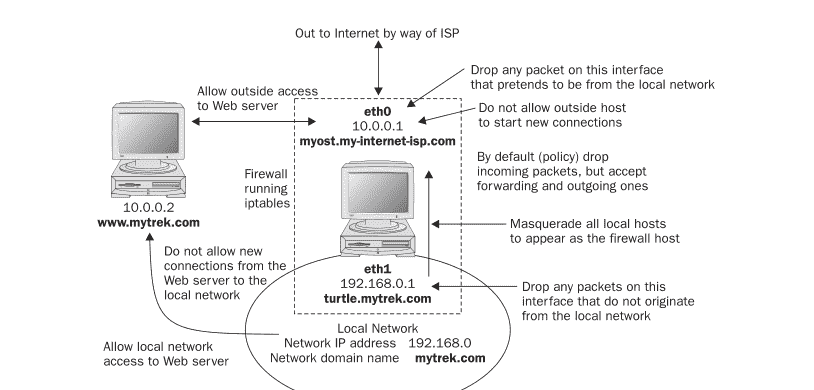 Out to Internet by way of ISP
Drop any packet on this interface
that pretends to be from the local network
Allow outside access
to Web server
eth0
10.0.0.1
myost.my-internet-isp.com
Do not allow outside host
to start new connections
By default (policy) drop
incoming packets, but accept
forwarding and outgoing ones
Firewall
running
iptables
10.0.0.2
www.mytrek.com
Masquerade all local hosts
to appear as the firewall host
Do not allow new
connections from the
Web server to the
local network
eth1
192.168.0.1
turtle.mytrek.com
Drop any packets on this
interface that do not originate
from the local network
Allow local network
access to Web server
Local Network
Network IP address 192.168.0
Network domain name mytrek.com